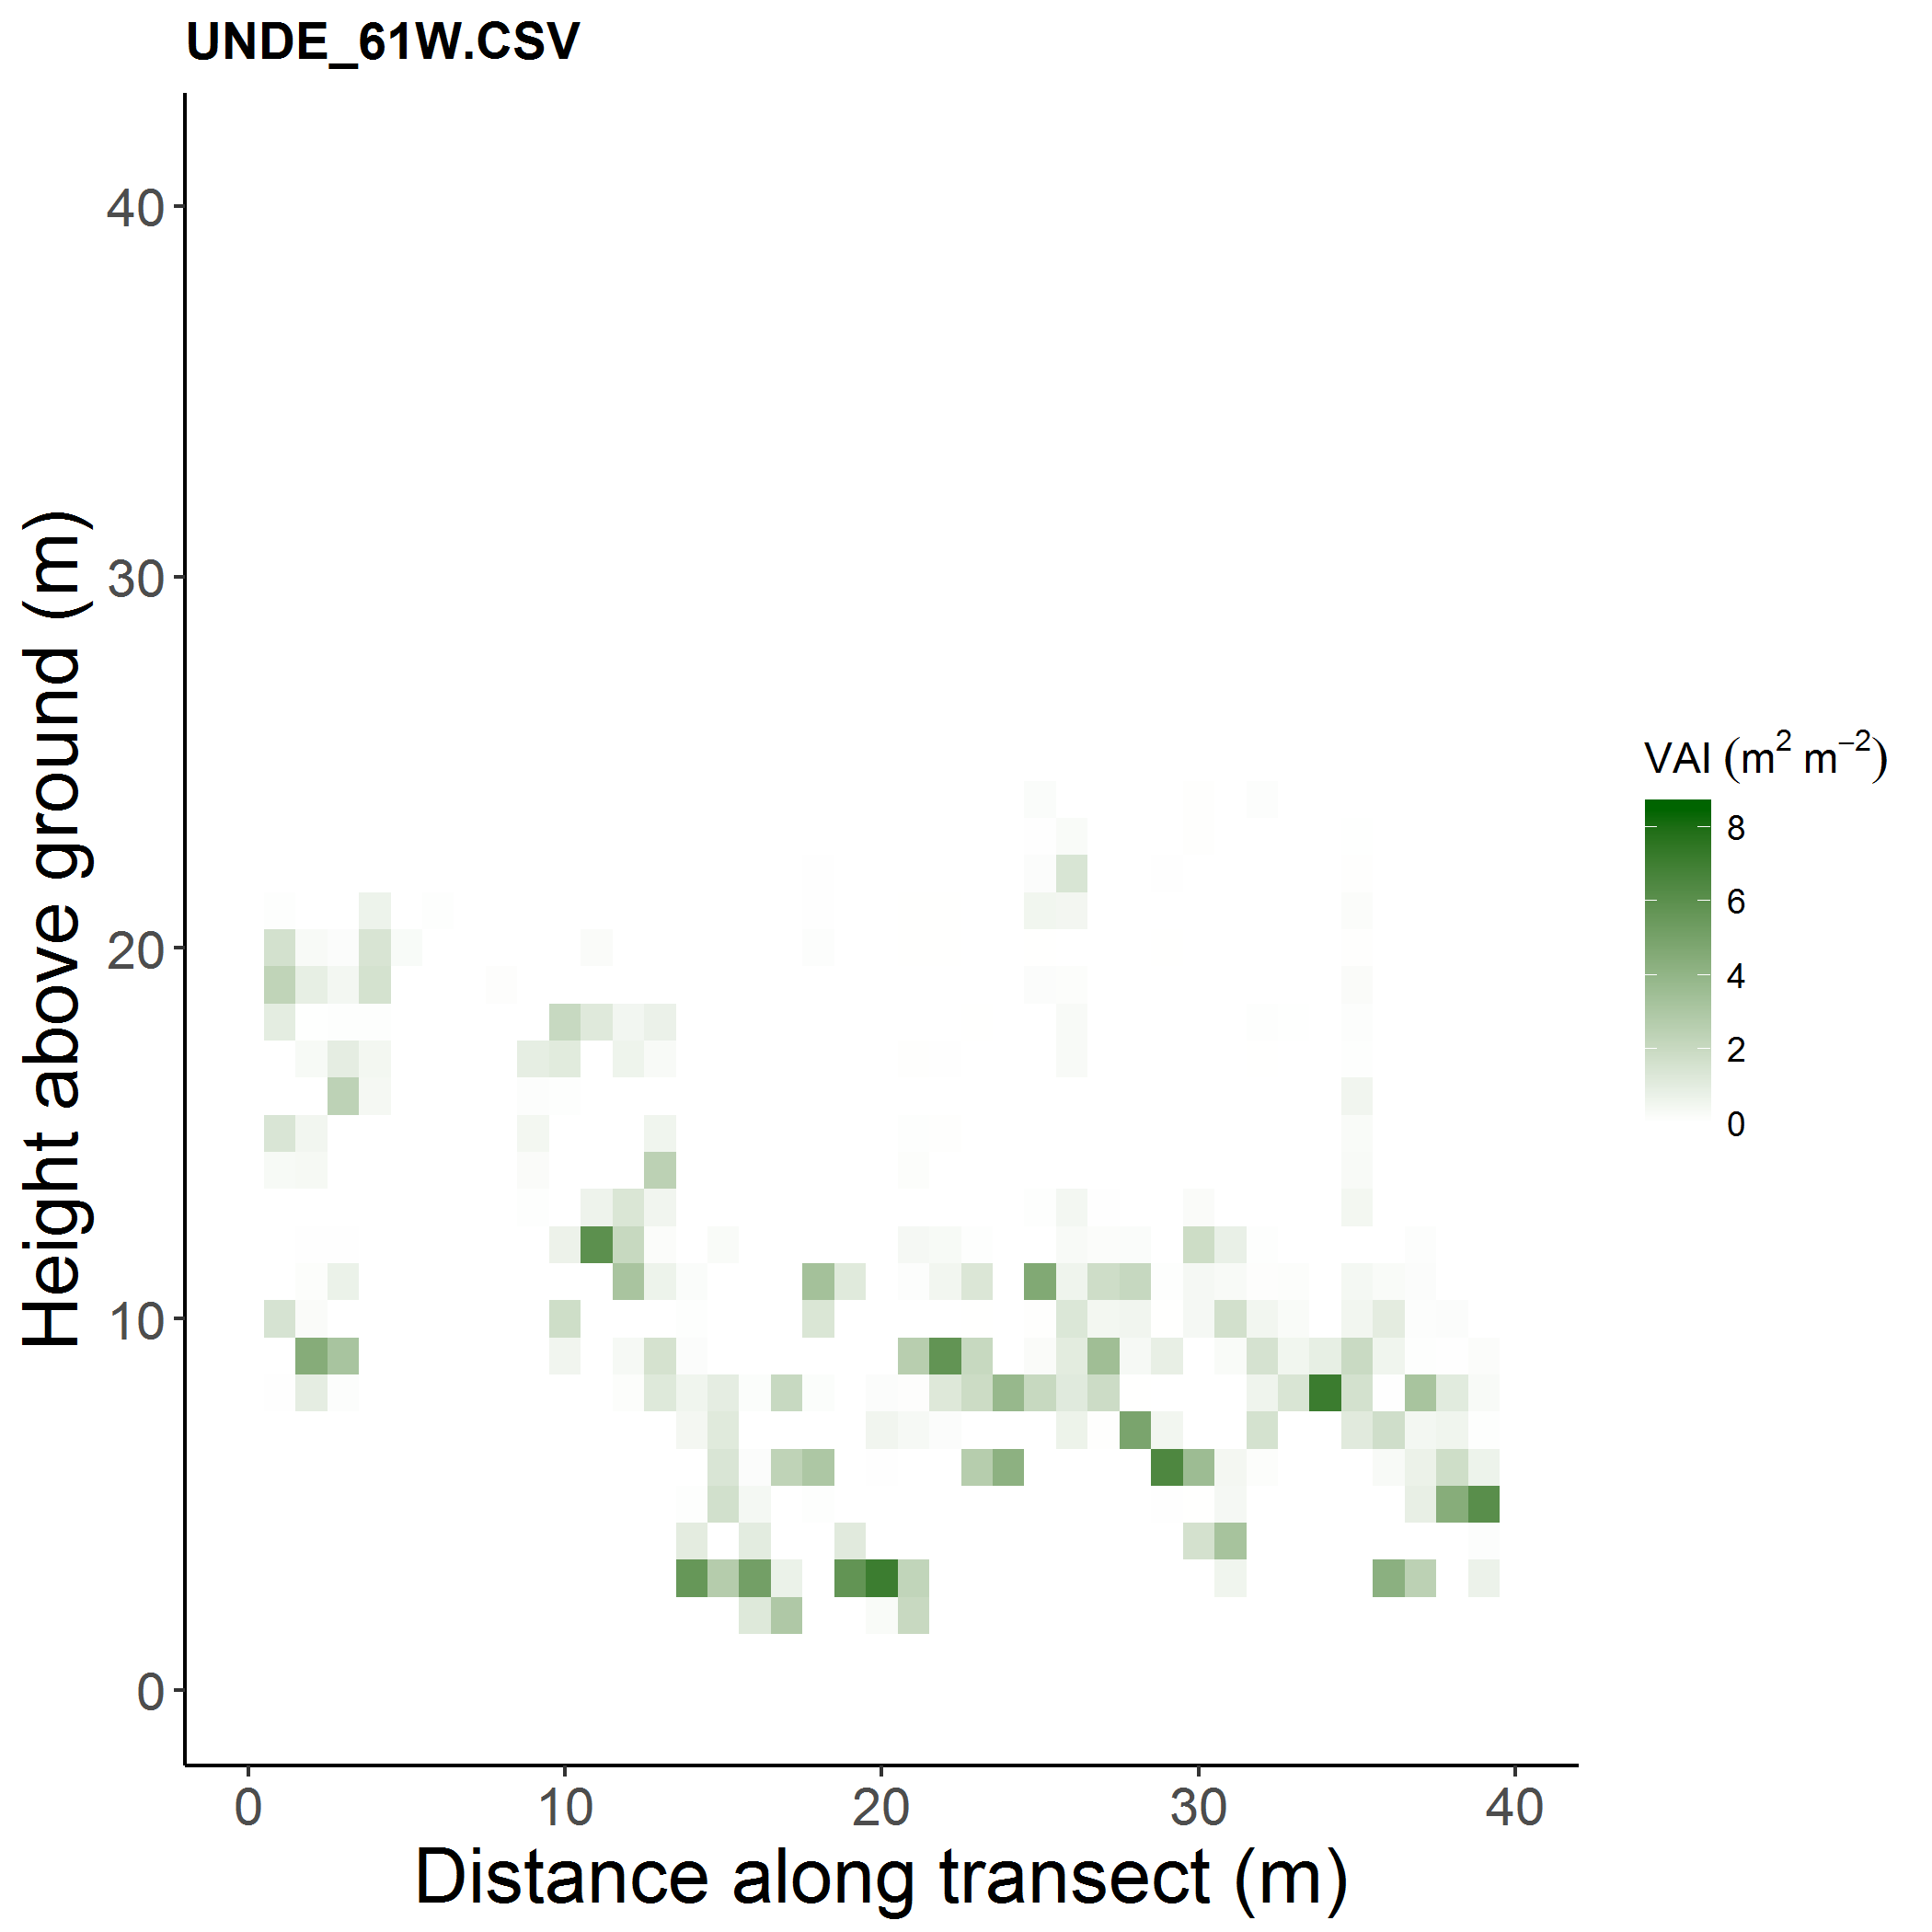 UNDE_61W.CSV
Height above ground (m)
40
30
20
10
0
0 10 20 30 40
Distance along transect (m)
VAI (m² m⁻²)
8
6
4
2
0